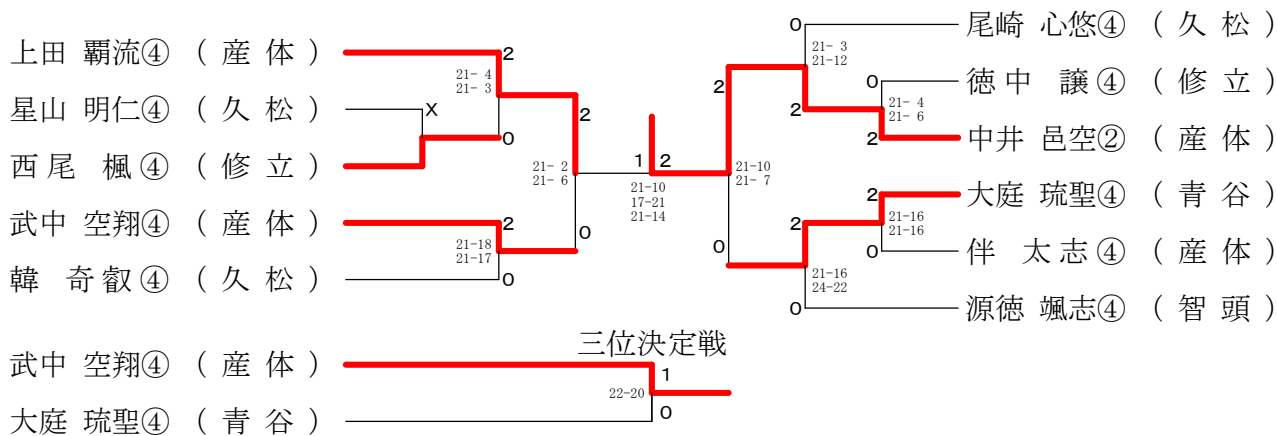 上田 覇流④ （ 産 体 ）
星山 明仁④ （ 久 松 ）
西尾 楓④ （ 修 立 ）
武中 空翔④ （ 産 体 ）
韓 奇叡④ （ 久 松 ）
2
21- 4
21- 3
X
0
2
21- 2
21- 6
2
21-18
21-17
0
0
1 2
21-10
17-21
21-14
2
21-10
21- 7
0
0
21- 3
21-12
2
0
21- 4
21- 6
2
2
21-16
21-16
0
2
21-16
24-22
0
尾崎 心悠④ （ 久 松 ）
徳中 譲④ （ 修 立 ）
中井 邑空② （ 産 体 ）
大庭 琉聖④ （ 青 谷 ）
伴 太志④ （ 産 体 ）
源徳 颯志④ （ 智 頭 ）
三位決定戦
武中 空翔④ （ 産 体 ）
大庭 琉聖④ （ 青 谷 ）
1
22-20
0